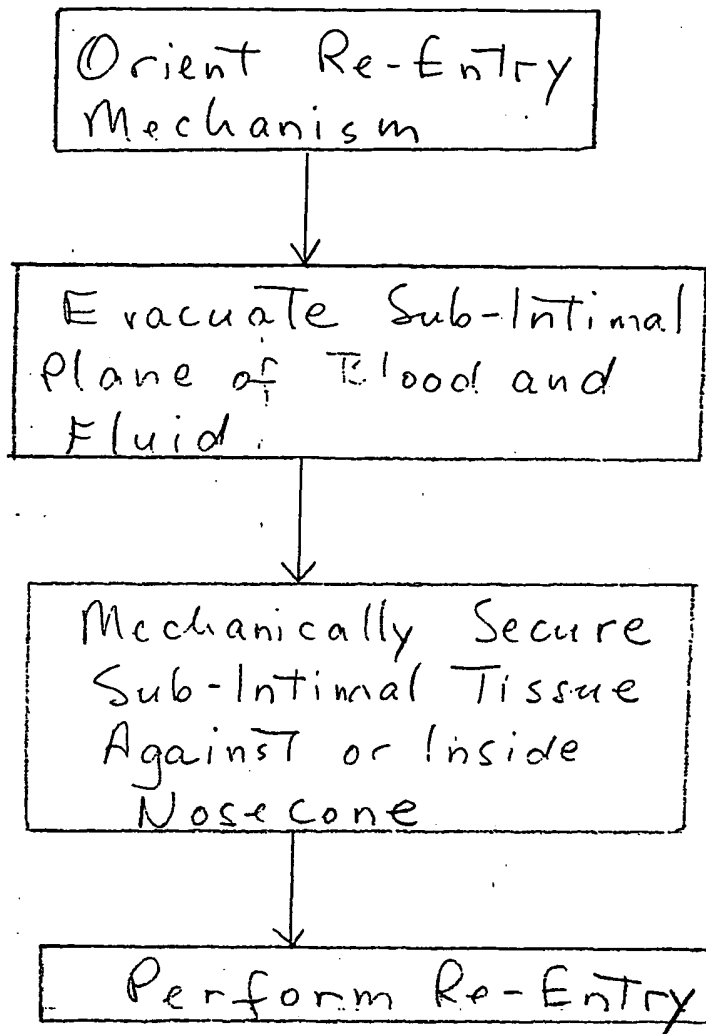 Orient Re-Entry
Mechanism
Evacuate Sub-Intimal
Plane of Blood and
Fluid.
Mechanically Secure
Sub-Intimal Tissue
Against or Inside
Nosecone
Perform Re-Entry